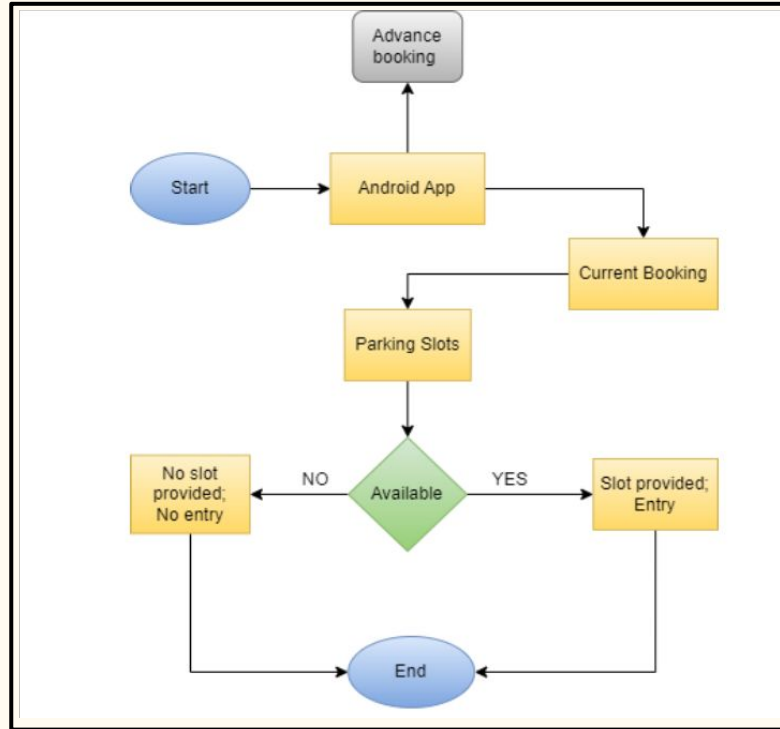 Advance
booking
Start
Android App
Current Booking
Parking Slots
No slot
provided;
No entry
NO
Available
YES
Slot provided;
Entry
End